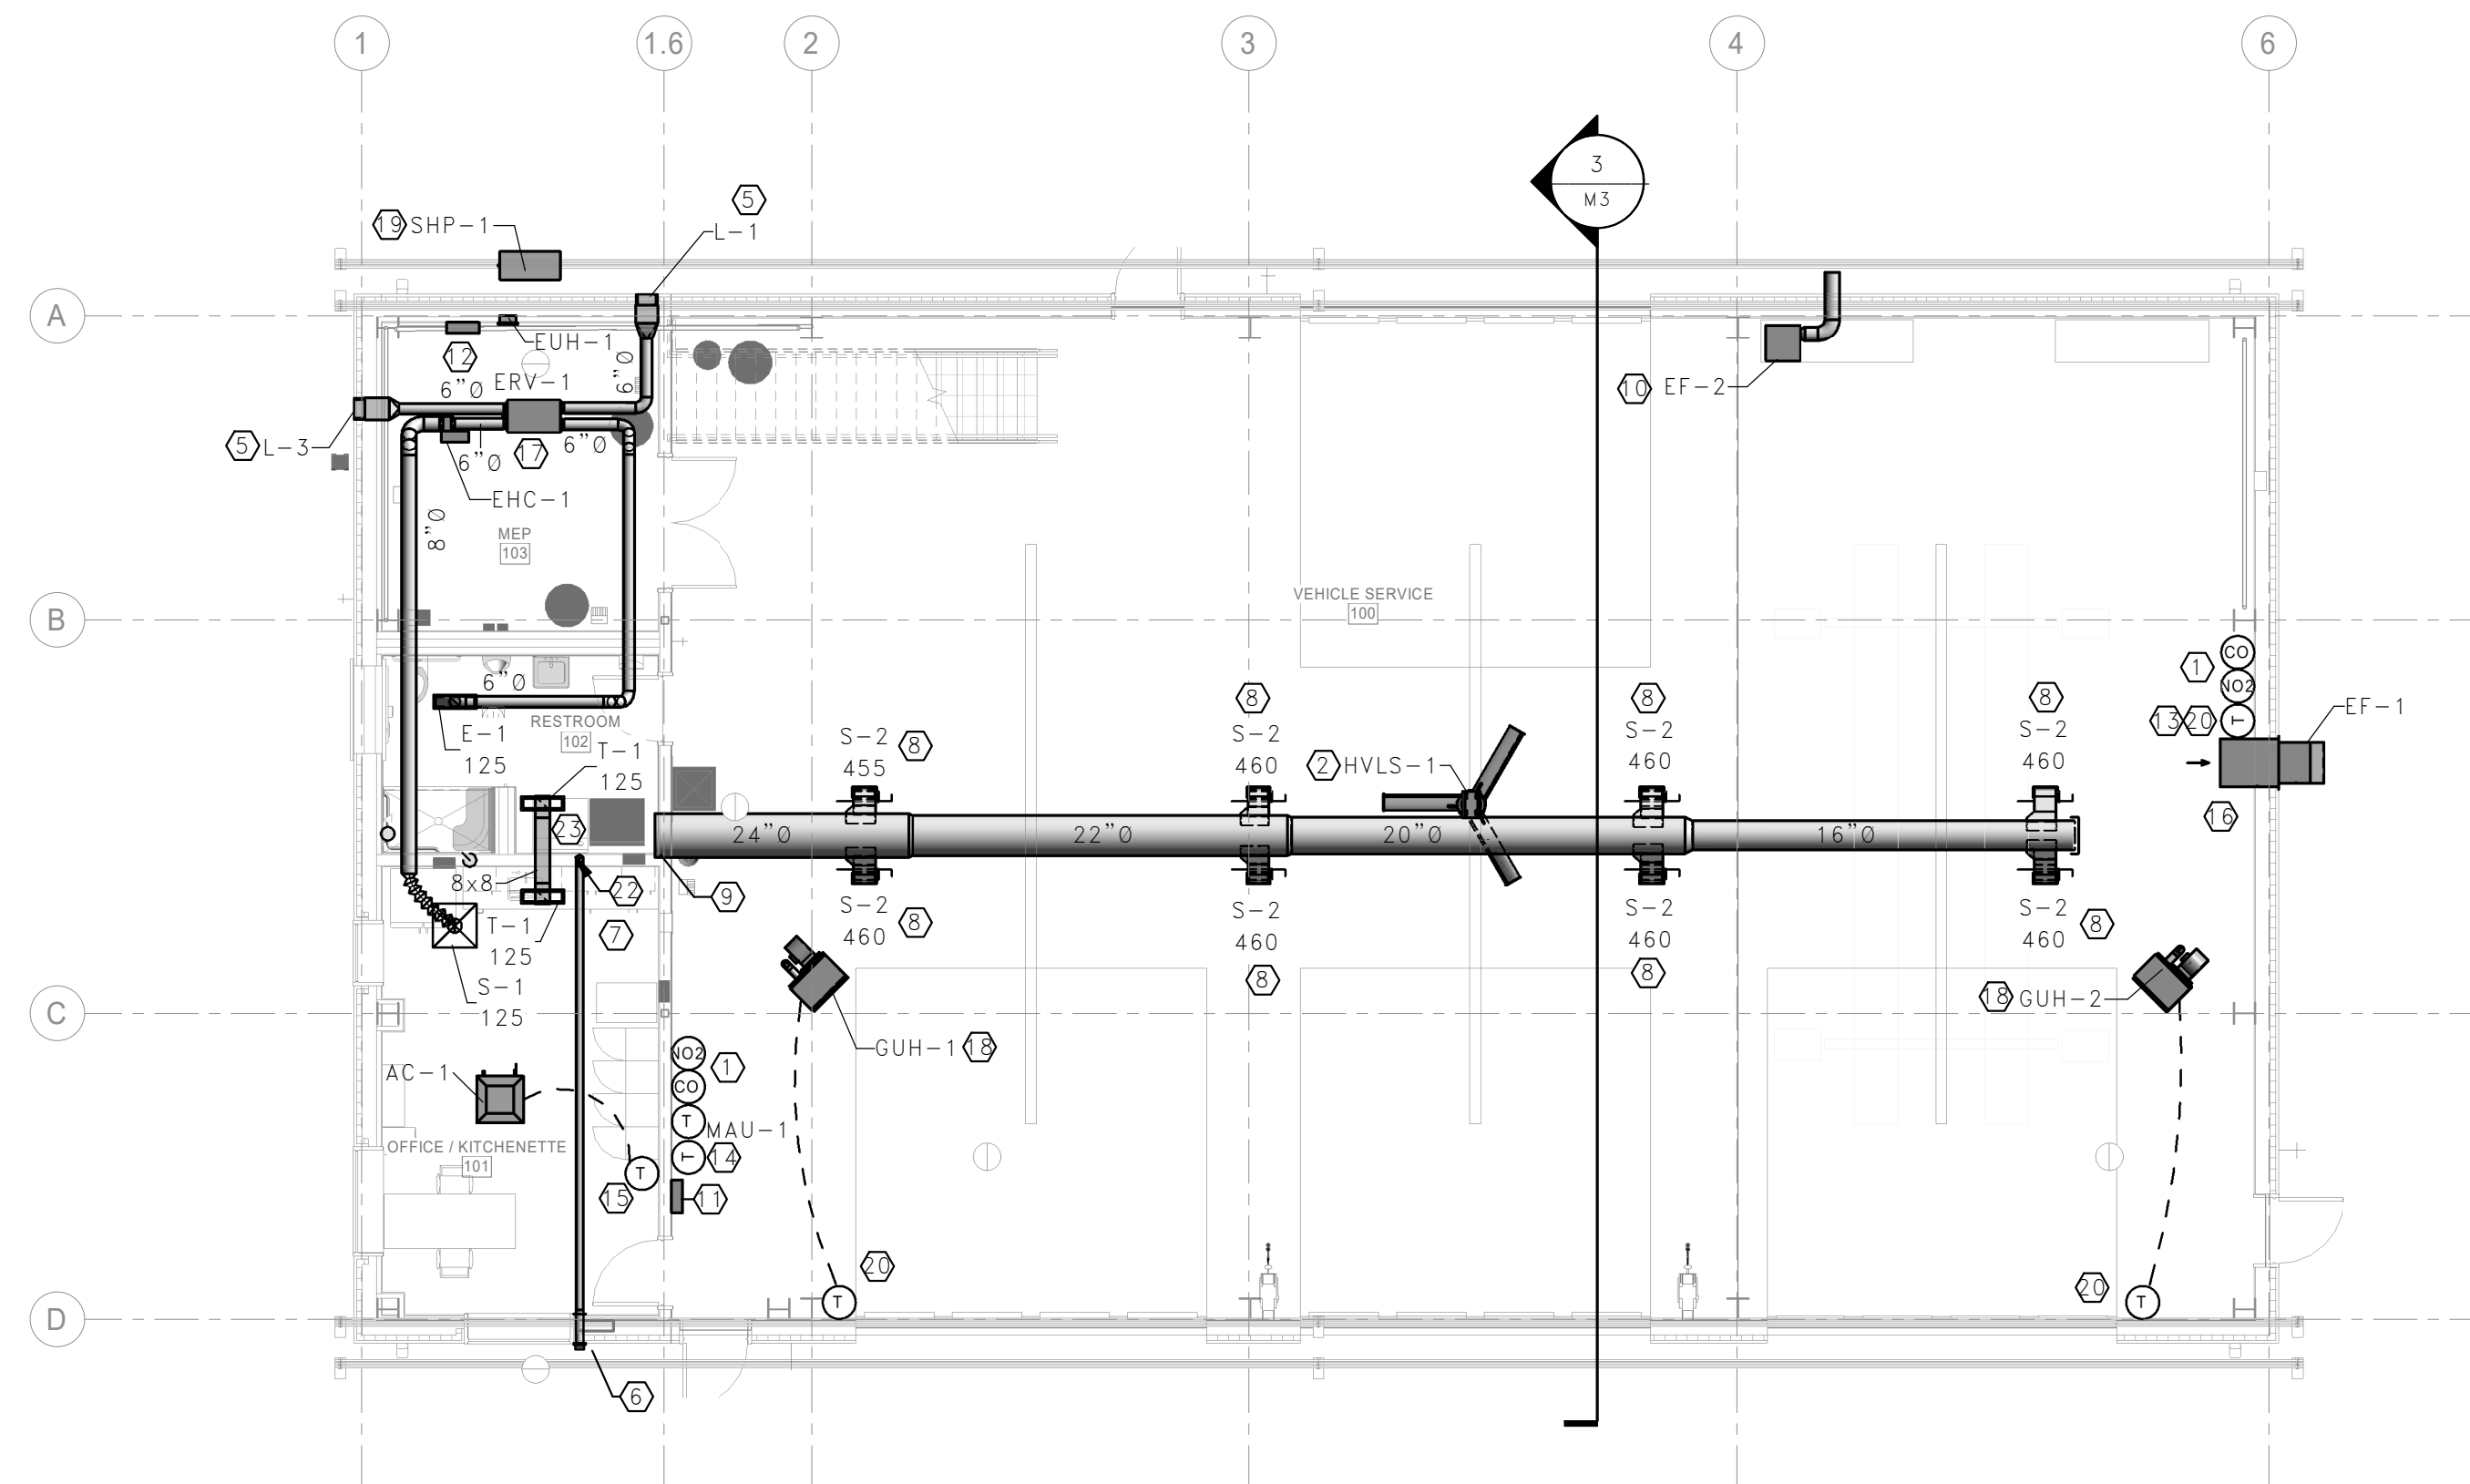 1
1.6
2
3
4
6
3
M3
5
L-1
19 SHP-1
A
EUH-1
12
6"Ø
ERV-1
6"Ø
10 EF-2
5 L-3
6"Ø
17
6"Ø
EHC-1
8"Ø
MEP
103
VEHICLE SERVICE
100
B
CO
1
NO2
13 20 T
EF-1
6"Ø
RESTROOM
102
E-1
125
T-1
125
S-2
455
8
8
S-2
460
2 HVLS-1
8
S-2
460
8
S-2
460
16
23
24"Ø
22"Ø
20"Ø
16"Ø
8x8
22
9
T-1
125
7
S-2
460
8
S-2
460
8
S-2
460
8
S-2
460
8
S-1
125
C
18 GUH-2
GUH-1 18
NO2
1
CO
T
MAU-1
T
14
AC-1
OFFICE / KITCHENETTE
101
T
15
11
20
T
20
T
D
6